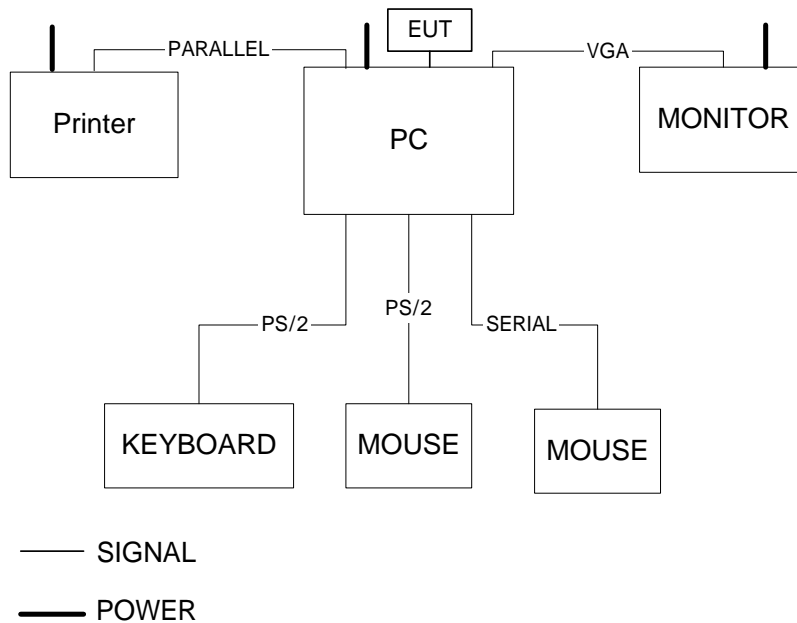 EUT
PARALLEL
VGA
Printer
PC
MONITOR
PS/2
PS/2
SERIAL
KEYBOARD
MOUSE
MOUSE
SIGNAL
POWER